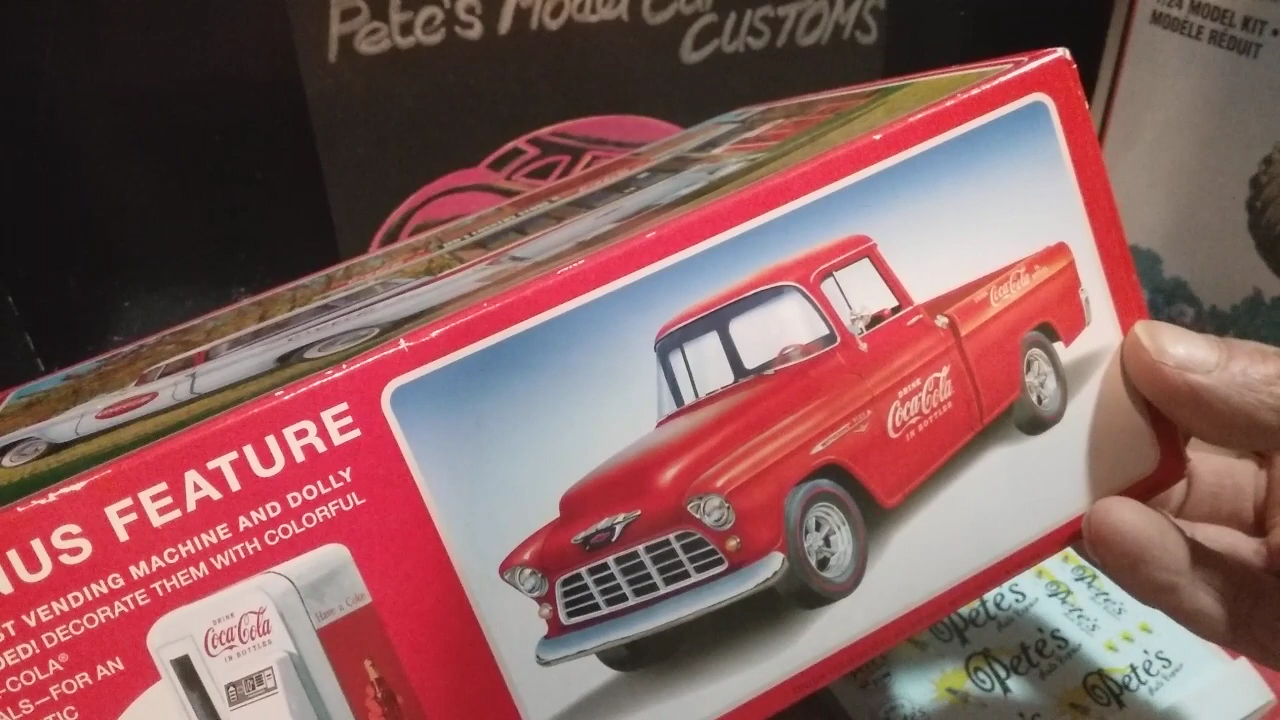 Pete's Model Car
CUSTOMS
1/24 MODEL KIT •
MODÈLE RÉDUIT
NUS FEATURE
ST VENDING MACHINE AND DOLLY
DED! DECORATE THEM WITH COLORFUL
-COLA®
ALS—FOR AN
TIC
DRINK
Coca-Cola
IN BOTTLES
Have a Coke
DRINK
Coca-Cola
IN BOTTLES
Coca-Cola
Pete's
Pete's
Pete's
Pete's